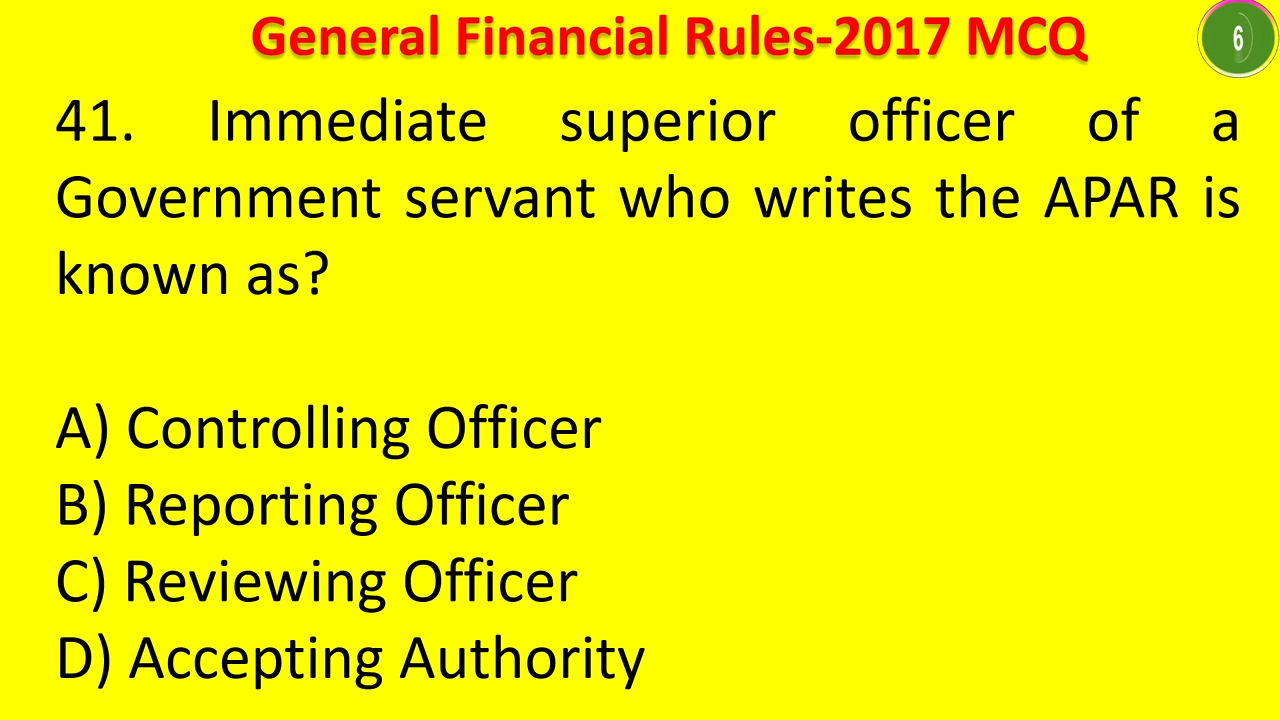 General Financial Rules-2017 MCQ
6
41. Immediate superior officer of a
Government servant who writes the APAR is
known as?
A) Controlling Officer
B) Reporting Officer
C) Reviewing Officer
D) Accepting Authority